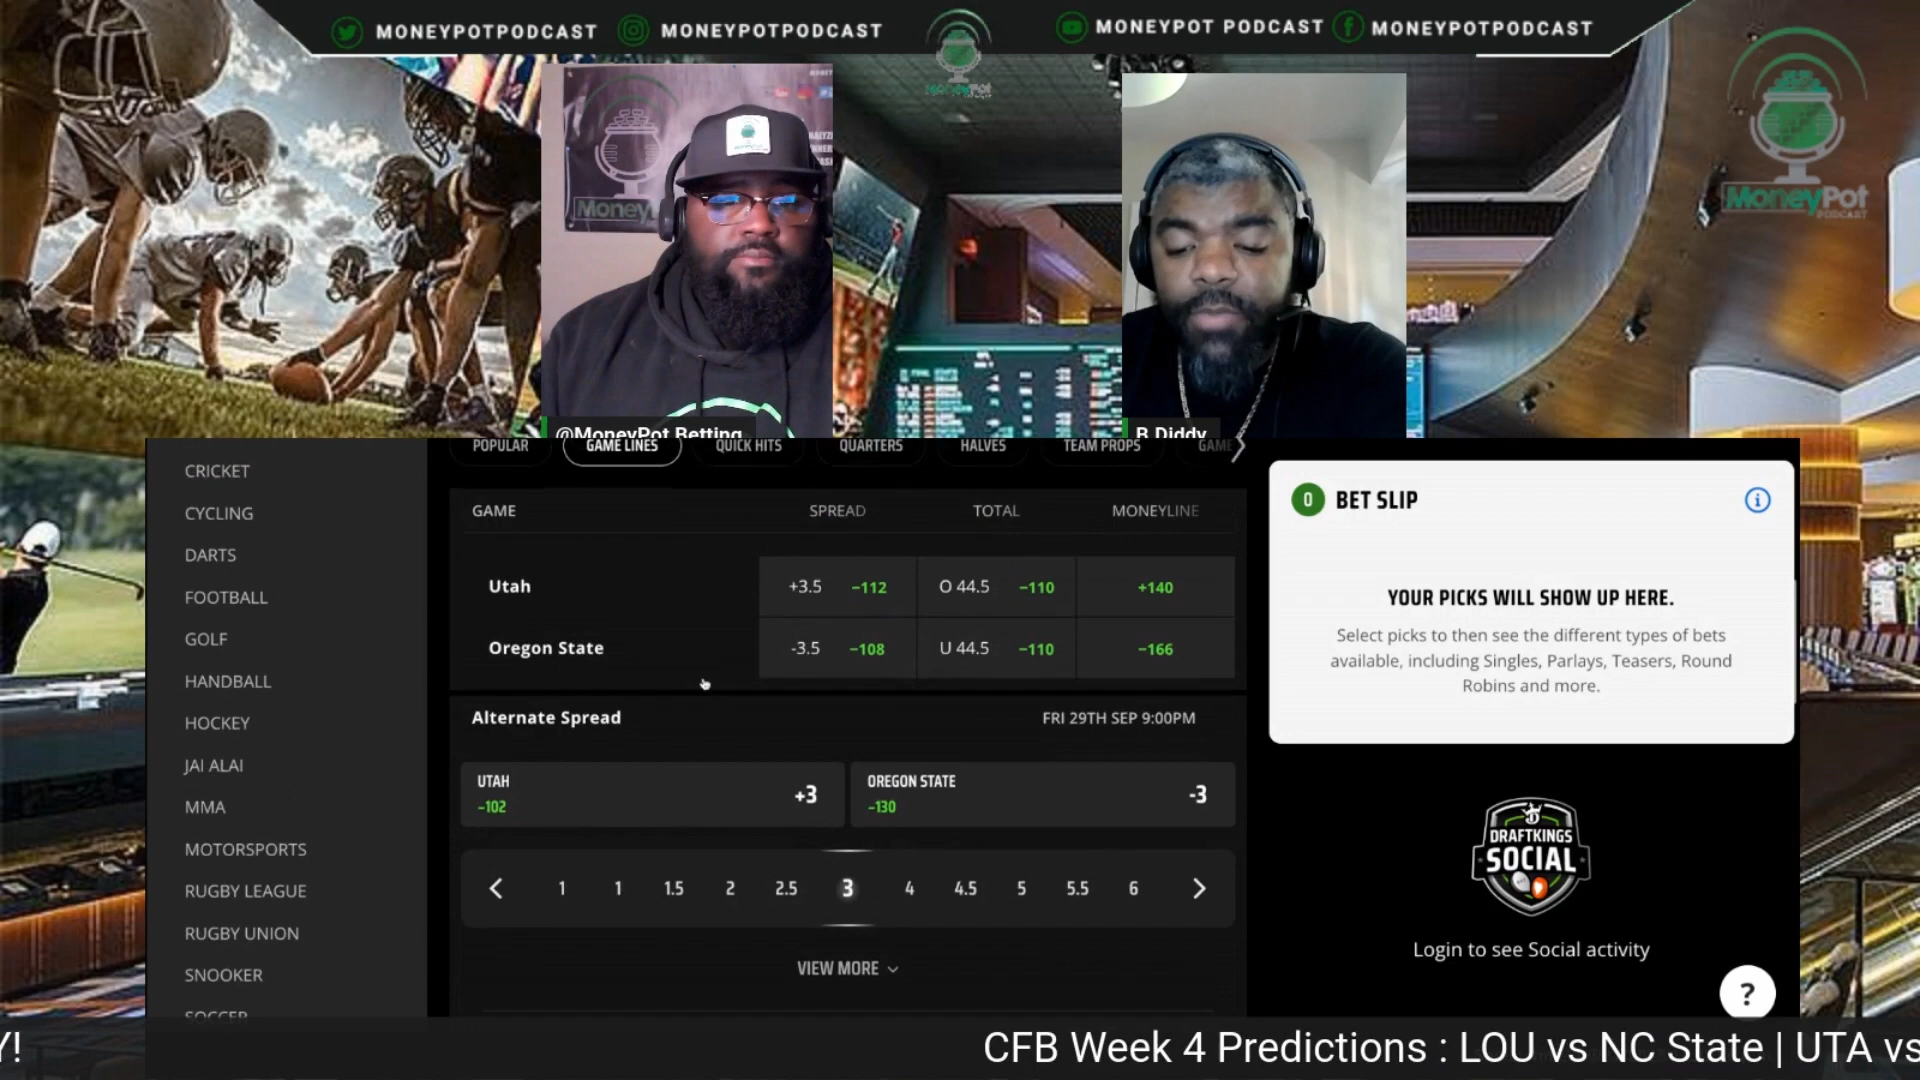 MONEYPOTPODCAST MONEYPOTPODCAST MONEYPOT PODCAST MONEYPOTPODCAST
MoneyPot
MoneyPot
PODCAST
Money
@MoneyPot Betting
B Diddy
POPULAR GAME LINES QUICK HITS QUARTERS HALVES TEAM PROPS GAME
CRICKET
CYCLING
DARTS
FOOTBALL
GOLF
HANDBALL
HOCKEY
JAI ALAI
MMA
MOTORSPORTS
RUGBY LEAGUE
RUGBY UNION
SNOOKER
SOCCER
GAME SPREAD TOTAL MONEYLINE
Utah +3.5 −112 O 44.5 −110 +140
Oregon State -3.5 −108 U 44.5 −110 −166
Alternate Spread FRI 29TH SEP 9:00PM
UTAH
−102
+3
OREGON STATE
−130
-3
1 1 1.5 2 2.5 3 4 4.5 5 5.5 6
VIEW MORE
0 BET SLIP
YOUR PICKS WILL SHOW UP HERE.
Select picks to then see the different types of bets
available, including Singles, Parlays, Teasers, Round
Robins and more.
DRAFTKINGS
SOCIAL
Login to see Social activity
?
Y! CFB Week 4 Predictions : LOU vs NC State | UTA vs